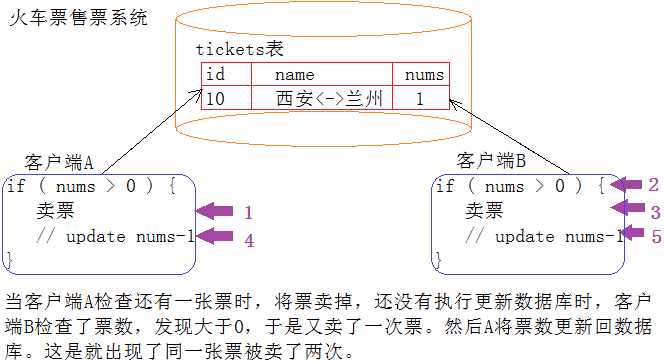 火车票售票系统
tickets表
id name nums
10 西安<->兰州 1
客户端A
if ( nums > 0 ) {
卖票
// update nums-1
}
1
4
客户端B
if ( nums > 0 ) {
卖票
// update nums-1
}
2
3
5
当客户端A检查还有一张票时，将票卖掉，还没有执行更新数据库时，客户
端B检查了票数，发现大于0，于是又卖了一次票。然后A将票数更新回数据
库。这是就出现了同一张票被卖了两次。